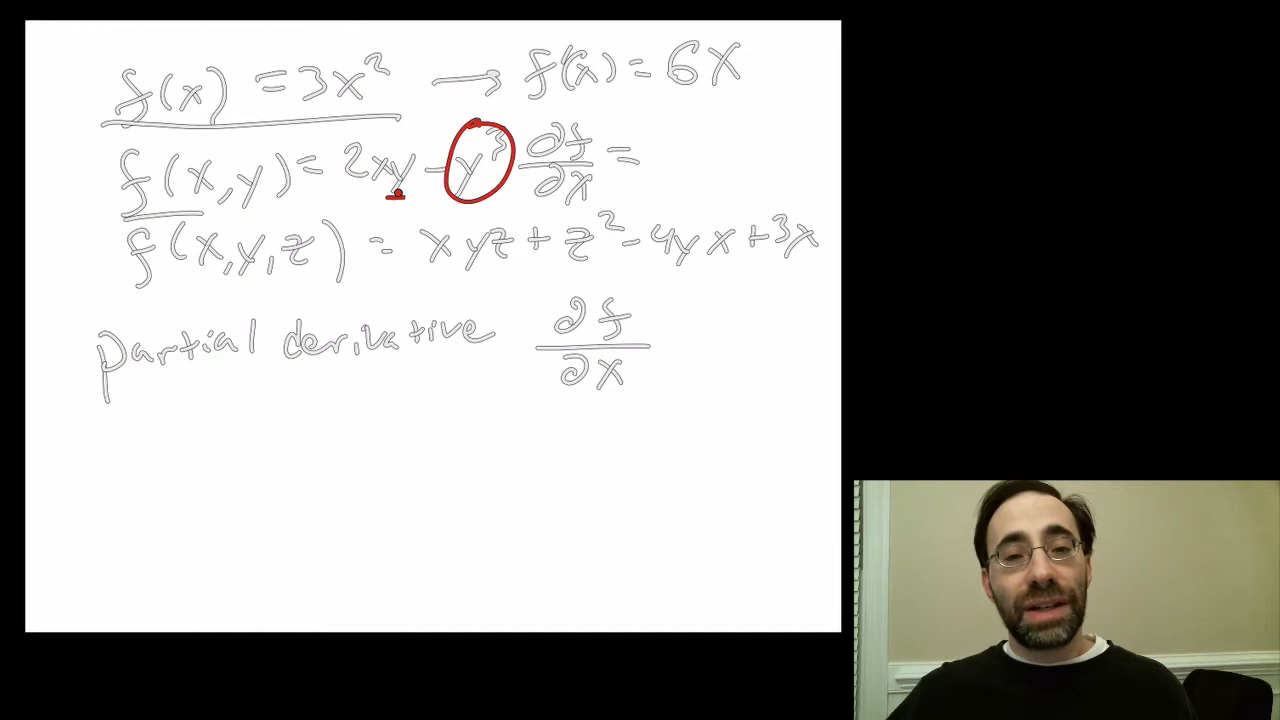 f(x) = 3x² → f'(x) = 6x
f(x,y) = 2xy - y³ ∂f/∂x =
f(x,y,z) = xyz + z² - 4yx + 3x
partial derivative ∂f/∂x